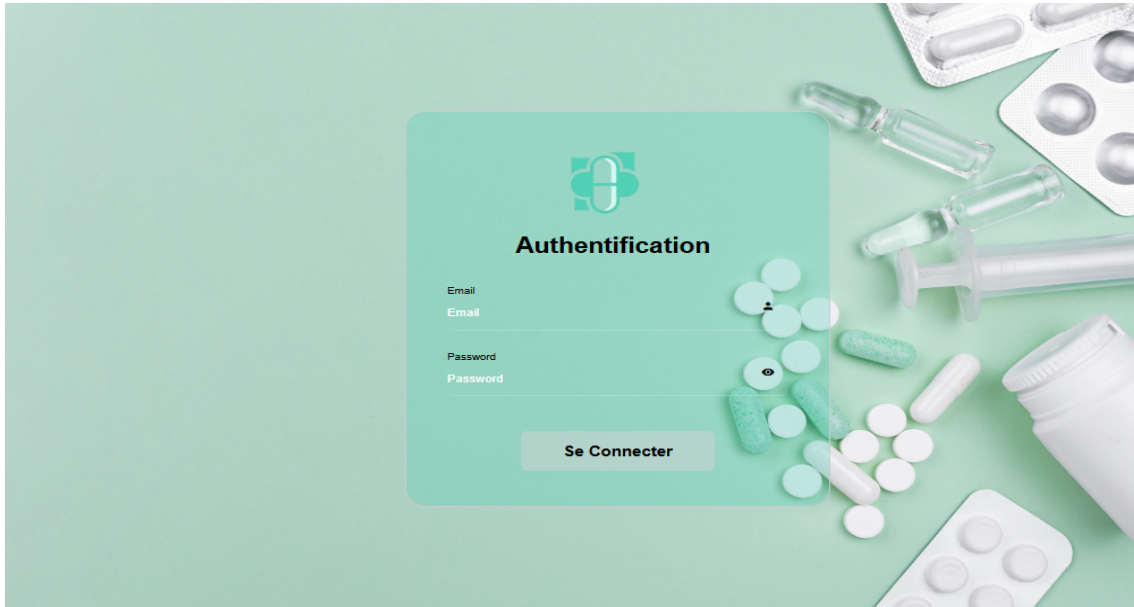 Authentification
Email
Email
Password
Password
Se Connecter